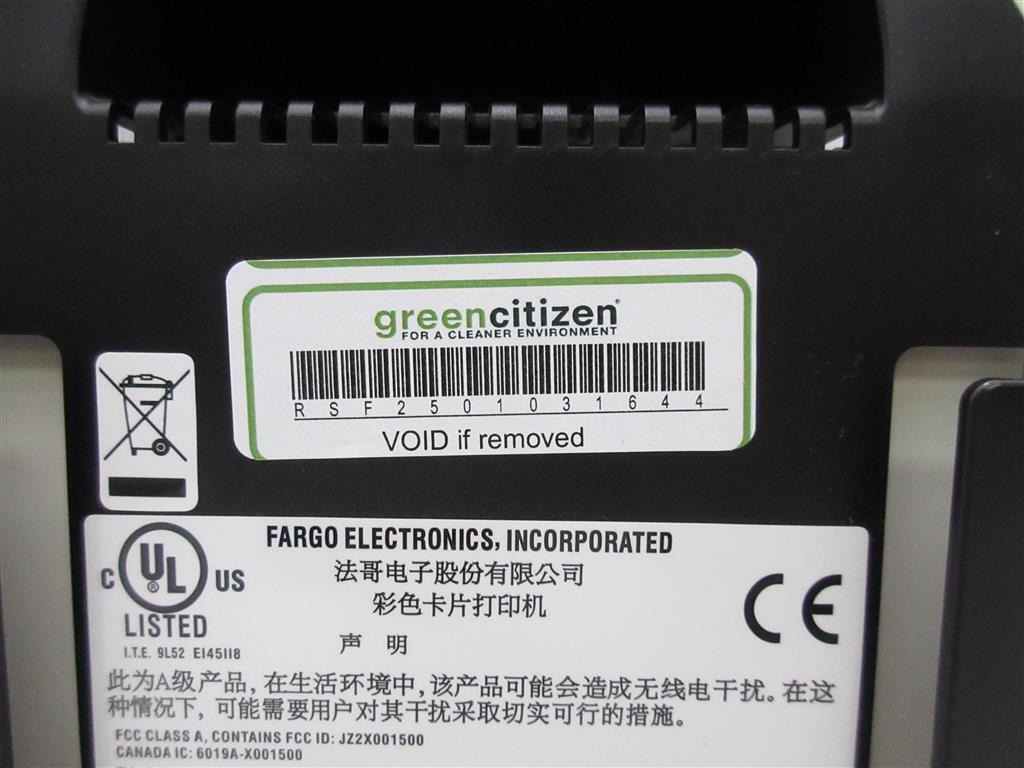 greencitizen®
FOR A CLEANER ENVIRONMENT
RSF2501031644
VOID if removed
C UL ® US
LISTED
I.T.E. 9L52 E145118
FARGO ELECTRONICS, INCORPORATED
法哥电子股份有限公司
彩色卡片打印机
声 明
CE
此为A级产品, 在生活环境中, 该产品可能会造成无线电干扰。在这
种情况下, 可能需要用户对其干扰采取切实可行的措施。
FCC CLASS A, CONTAINS FCC ID: JZ2X001500
CANADA IC: 6019A-X001500